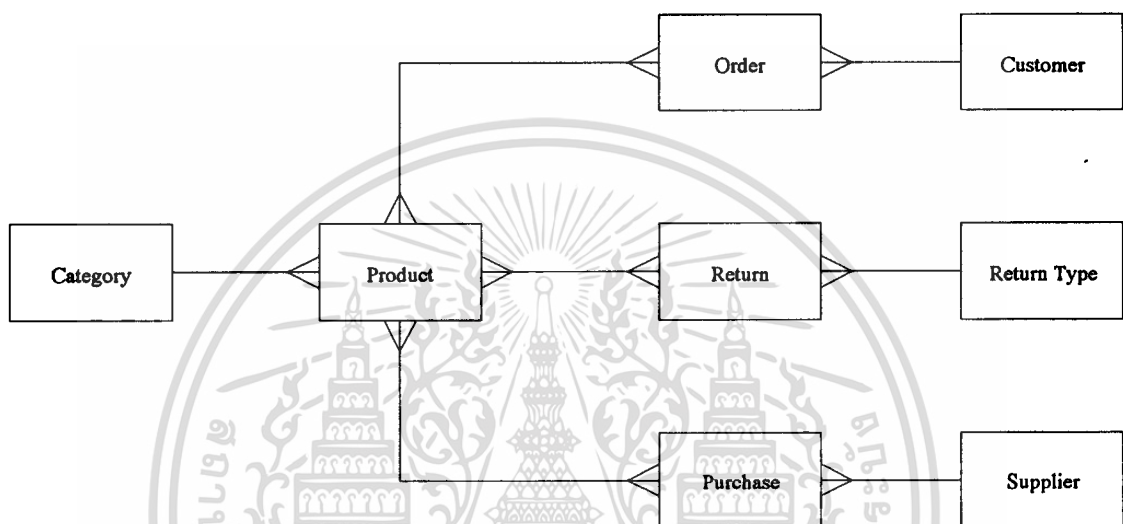 Order
Customer
Category
Product
Return
Return Type
Purchase
Supplier